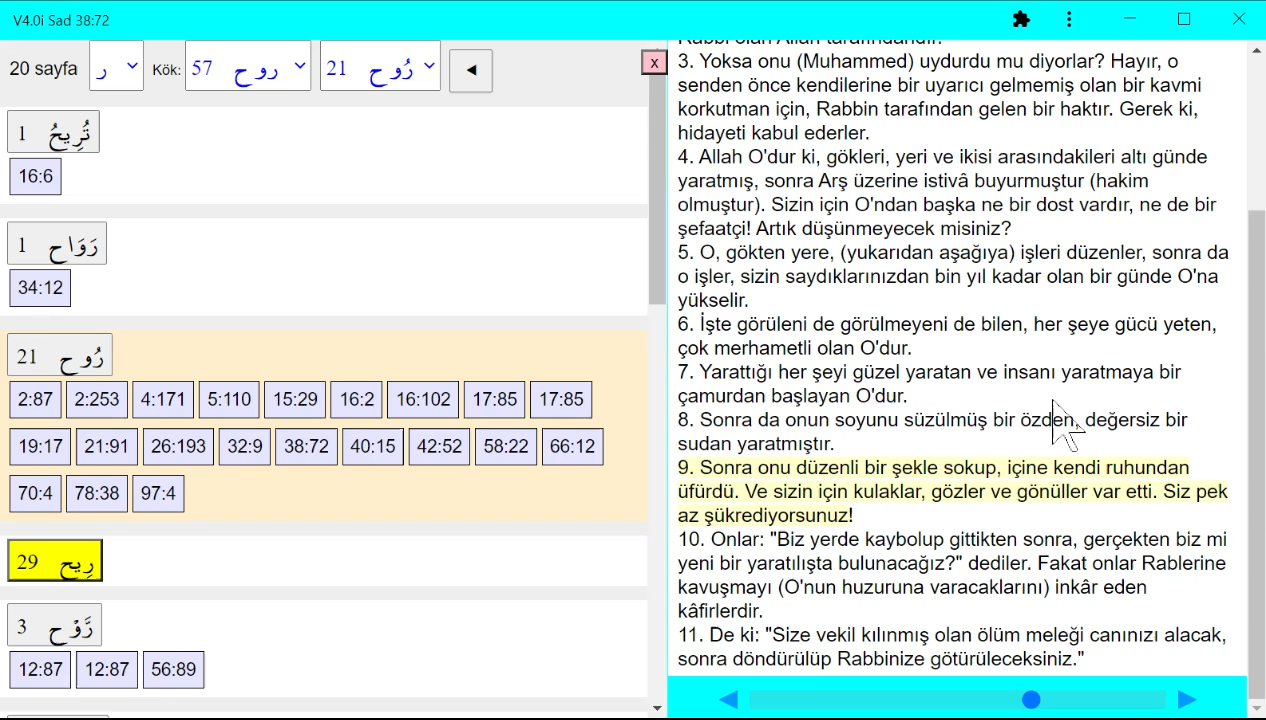 V4.0i Sad 38:72
20 sayfa ر Kök: 57 روح 21 رُوح ◄ x
1 تُرِيحُ
16:6
1 رَوَاح
34:12
21 رُوح
2:87 2:253 4:171 5:110 15:29 16:2 16:102 17:85 17:85
19:17 21:91 26:193 32:9 38:72 40:15 42:52 58:22 66:12
70:4 78:38 97:4
29 رِيح
3 رَّوْح
12:87 12:87 56:89
Rabbi olan Allah tarafındandır.
3. Yoksa onu (Muhammed) uydurdu mu diyorlar? Hayır, o
senden önce kendilerine bir uyarıcı gelmemiş olan bir kavmi
korkutman için, Rabbin tarafından gelen bir haktır. Gerek ki,
hidayeti kabul ederler.
4. Allah O'dur ki, gökleri, yeri ve ikisi arasındakileri altı günde
yaratmış, sonra Arş üzerine istivâ buyurmuştur (hakim
olmuştur). Sizin için O'ndan başka ne bir dost vardır, ne de bir
şefaatçi! Artık düşünmeyecek misiniz?
5. O, gökten yere, (yukarıdan aşağıya) işleri düzenler, sonra da
o işler, sizin saydıklarınızdan bin yıl kadar olan bir günde O'na
yükselir.
6. İşte görüleni de görülmeyeni de bilen, her şeye gücü yeten,
çok merhametli olan O'dur.
7. Yarattığı her şeyi güzel yaratan ve insanı yaratmaya bir
çamurdan başlayan O'dur.
8. Sonra da onun soyunu süzülmüş bir özden, değersiz bir
sudan yaratmıştır.
9. Sonra onu düzenli bir şekle sokup, içine kendi ruhundan
üfürdü. Ve sizin için kulaklar, gözler ve gönüller var etti. Siz pek
az şükrediyorsunuz!
10. Onlar: "Biz yerde kaybolup gittikten sonra, gerçekten biz mi
yeni bir yaratılışta bulunacağız?" dediler. Fakat onlar Rablerine
kavuşmayı (O'nun huzuruna varacaklarını) inkâr eden
kâfirlerdir.
11. De ki: "Size vekil kılınmış olan ölüm meleği canınızı alacak,
sonra döndürülüp Rabbinize götürüleceksiniz."